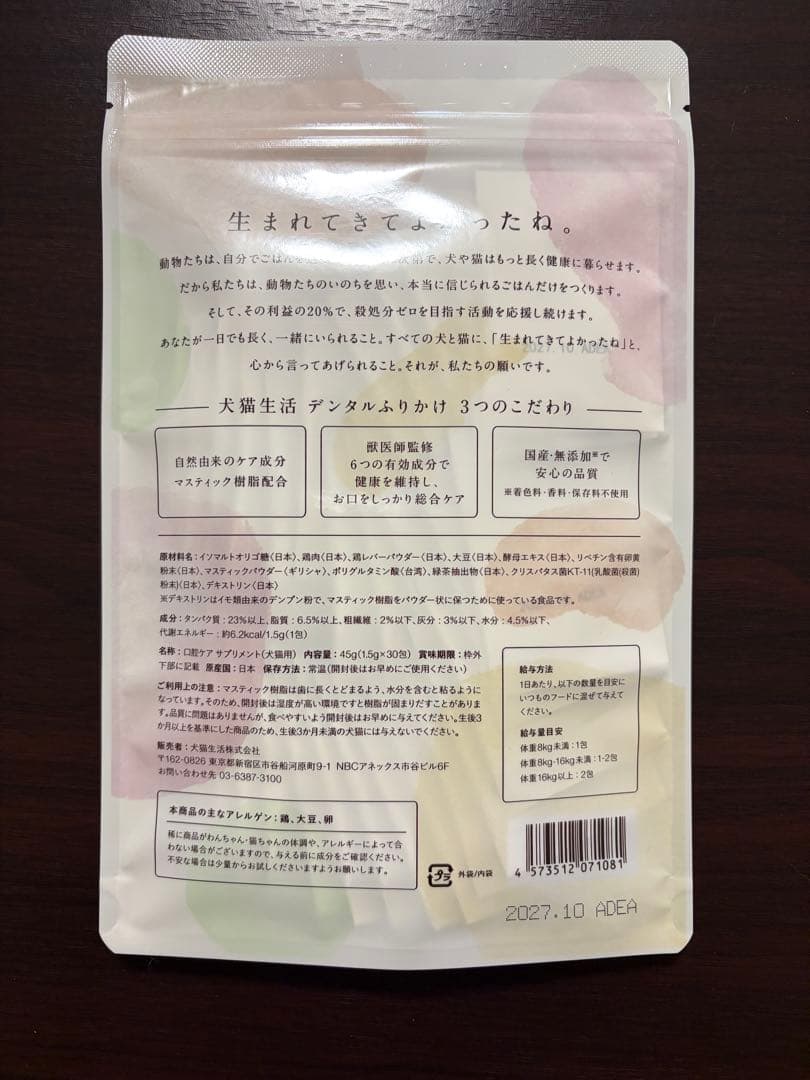 生まれてきてよかったね。
動物たちは、自分でごはんを で、犬や猫はもっと長く健康に暮らせます。
だから私たちは、動物たちのいのちを思い、本当に信じられるごはんだけをつくります。
そして、その利益の20%で、殺処分ゼロを目指す活動を応援し続けます。
あなたが一日でも長く、一緒にいられること。すべての犬と猫に、「生まれてきてよかったね」と、
心から言ってあげられること。それが、私たちの願いです。
2027.10 ADEA
犬猫生活 デンタルふりかけ 3つのこだわり
自然由来のケア成分
マスティック樹脂配合
獣医師監修
6つの有効成分で
健康を維持し、
お口をしっかり総合ケア
国産・無添加※で
安心の品質
※着色料・香料・保存料不使用
原材料名:イソマルトオリゴ糖〈日本〉、鶏肉〈日本〉、鶏レバーパウダー〈日本〉、大豆〈日本〉、酵母エキス〈日本〉、リベチン含有卵黄
粉末〈日本〉、マスティックパウダー〈ギリシャ〉、ポリグルタミン酸〈台湾〉、緑茶抽出物〈日本〉、クリスパタス菌KT-11(乳酸菌(殺菌)
粉末)〈日本〉、デキストリン〈日本〉
※デキストリンはイモ類由来のデンプン粉で、マスティック樹脂をパウダー状に保つために使っている食品です。
成分:タンパク質:23%以上、脂質:6.5%以上、粗繊維:2%以下、灰分:3%以下、水分:4.5%以下、
代謝エネルギー:約6.2kcal/1.5g(1包)
名称:口腔ケア サプリメント(犬猫用) 内容量:45g(1.5g×30包) 賞味期限:枠外
下部に記載 原産国:日本 保存方法:常温(開封後はお早めにご使用ください)
ご利用上の注意:マスティック樹脂は歯に長くとどまるよう、水分を含むと粘るように
なっています。そのため、開封後は湿度が高い環境ですと樹脂が固まりだすことがありま
す。品質に問題はありませんが、食べやすいよう開封後はお早めに与えてください。生後3
か月以上を基準にした商品のため、生後3か月未満の犬猫には与えないでください。
販売者:犬猫生活株式会社
〒162-0826 東京都新宿区市谷船河原町9-1 NBCアネックス市谷ビル6F
お問い合わせ先 03-6387-3100
給与方法
1日あたり、以下の数量を目安に
いつものフードに混ぜて与えて
ください。
給与量目安
体重8kg未満:1包
体重8kg-16kg未満:1-2包
体重16kg以上:2包
本商品の主なアレルゲン:鶏、大豆、卵
稀に商品がわんちゃん・猫ちゃんの体調や、アレルギーによって合
わない場合がございますので、与える前に成分をご確認ください。
不安な場合は少量からお試しくださいますようお願いします。
プラ 外袋/内袋
4 573512 071081
2027.10 ADEA